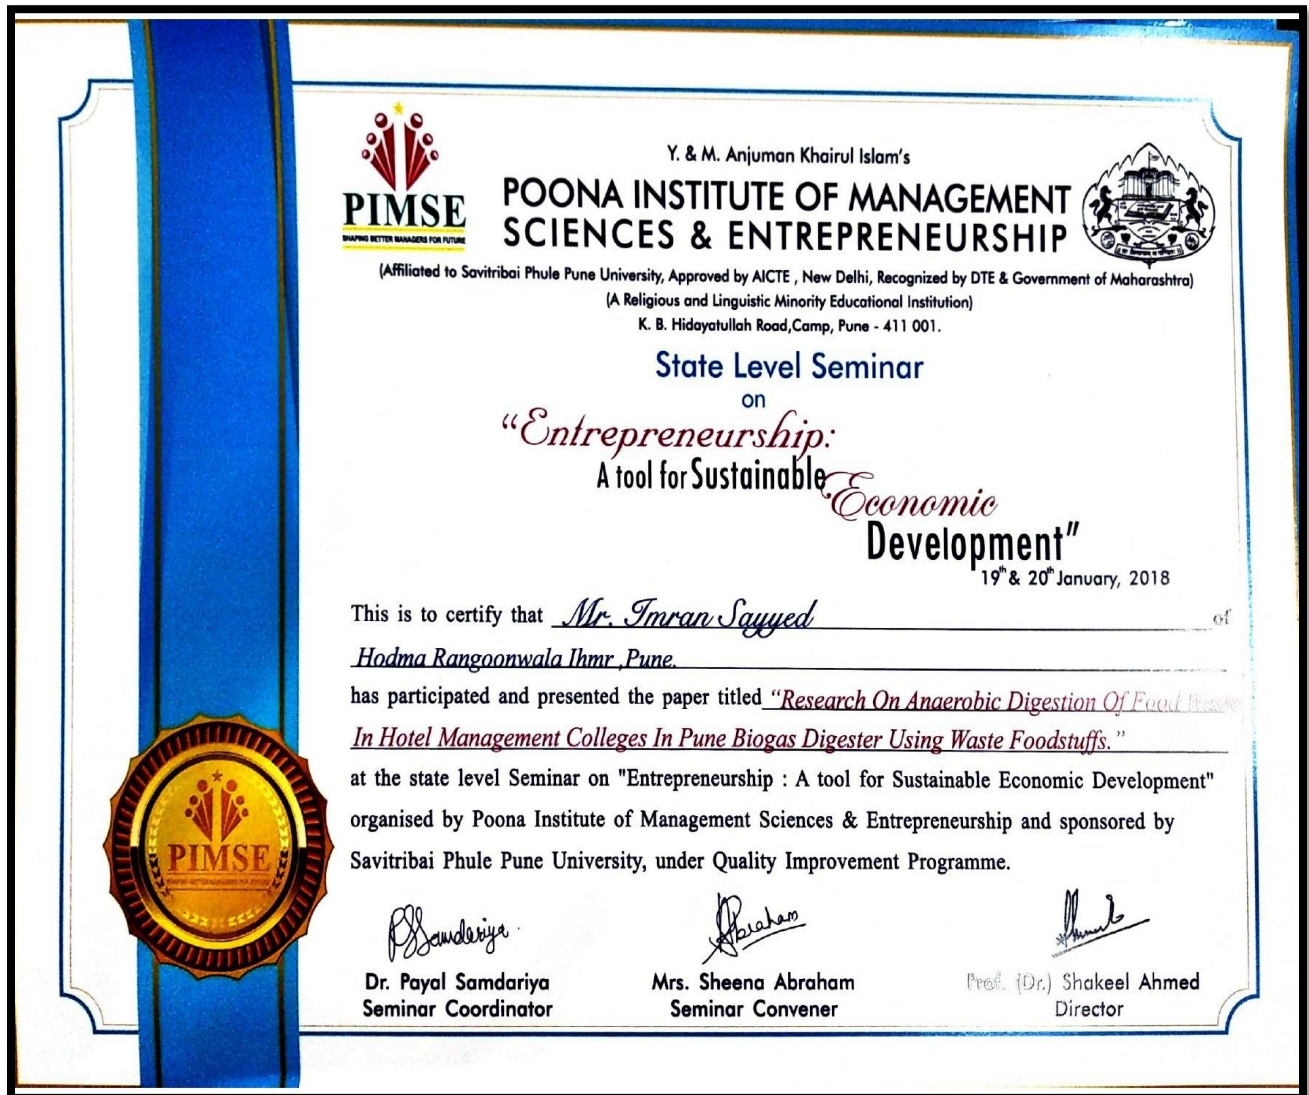 PIMSE
SHAPING BETTER MANAGERS FOR FUTURE
Y. & M. Anjuman Khairul Islam's
POONA INSTITUTE OF MANAGEMENT
SCIENCES & ENTREPRENEURSHIP
(Affiliated to Savitribai Phule Pune University, Approved by AICTE , New Delhi, Recognized by DTE & Government of Maharashtra)
(A Religious and Linguistic Minority Educational Institution)
K. B. Hidayatullah Road,Camp, Pune - 411 001.
State Level Seminar
on
"Entrepreneurship:
A tool for Sustainable
Economic
Development"
19th & 20th January, 2018
This is to certify that Mr. Imran Sayyed of
Hodma Rangoonwala Ihmr ,Pune.
has participated and presented the paper titled "Research On Anaerobic Digestion Of Food Waste
In Hotel Management Colleges In Pune Biogas Digester Using Waste Foodstuffs."
at the state level Seminar on "Entrepreneurship : A tool for Sustainable Economic Development"
organised by Poona Institute of Management Sciences & Entrepreneurship and sponsored by
Savitribai Phule Pune University, under Quality Improvement Programme.
PIMSE
PSSamdariya
SAbraham
Dr. Payal Samdariya
Seminar Coordinator
Mrs. Sheena Abraham
Seminar Convener
Prof. (Dr.) Shakeel Ahmed
Director